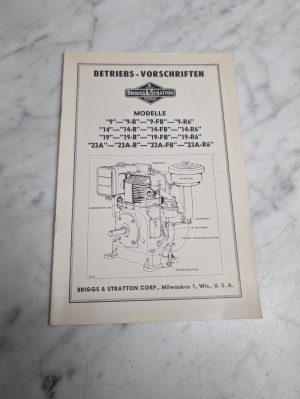 BETRIEBS-VORSCHRIFTEN
BRIGGS & STRATTON
MODELLE
"9"—"9-B"—"9-FB"—"9-R6"
"14"—"14-B"—"14-FB"—"14-R6"
"19"—"19-B"—"19-FB"—"19-R6"
"23A"—"23A-B"—"23A-FB"—"23A-R6"
BRIGGS & STRATTON CORP., Milwaukee 1, Wis., U. S. A.